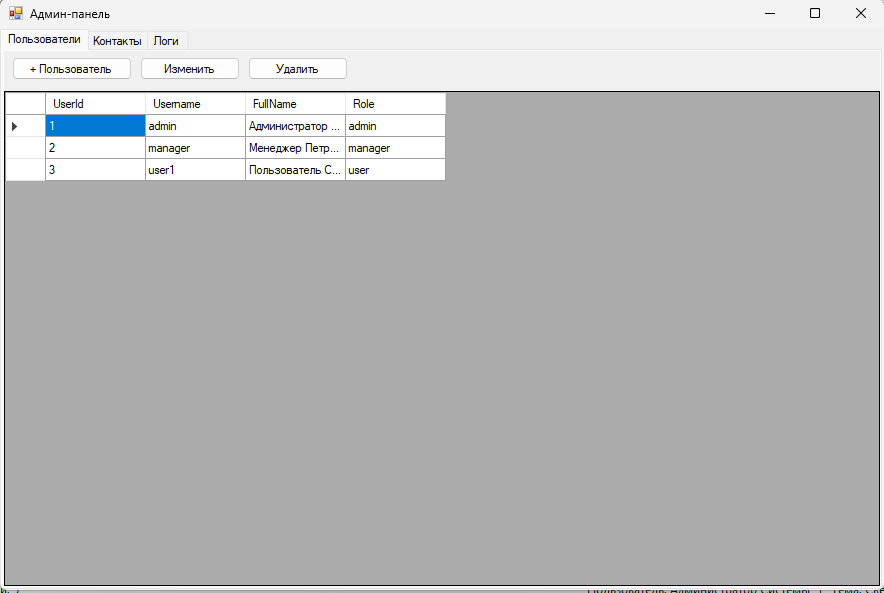 Админ-панель
Пользователи Контакты Логи
+ Пользователь Изменить Удалить
UserId Username FullName Role
1 admin Администратор ... admin
2 manager Менеджер Петр... manager
3 user1 Пользователь С... user